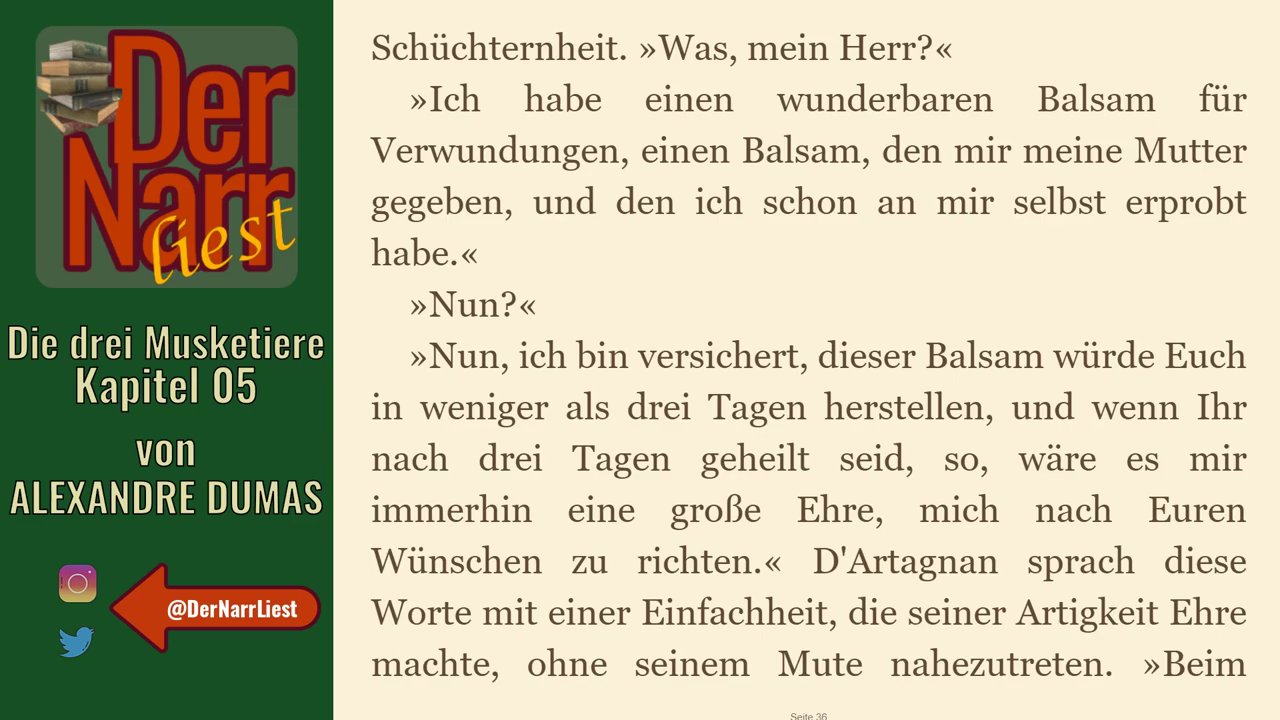 Der
Narr
liest
Die drei Musketiere
Kapitel 05
von
ALEXANDRE DUMAS
@DerNarrLiest
Schüchternheit. »Was, mein Herr?«
»Ich habe einen wunderbaren Balsam für
Verwundungen, einen Balsam, den mir meine Mutter
gegeben, und den ich schon an mir selbst erprobt
habe.«
»Nun?«
»Nun, ich bin versichert, dieser Balsam würde Euch
in weniger als drei Tagen herstellen, und wenn Ihr
nach drei Tagen geheilt seid, so, wäre es mir
immerhin eine große Ehre, mich nach Euren
Wünschen zu richten.« D'Artagnan sprach diese
Worte mit einer Einfachheit, die seiner Artigkeit Ehre
machte, ohne seinem Mute nahezutreten. »Beim
Seite 36